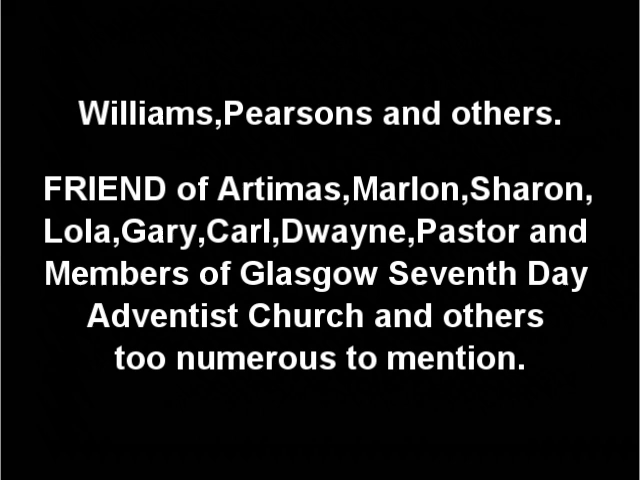 Williams,Pearsons and others.
FRIEND of Artimas,Marlon,Sharon,
Lola,Gary,Carl,Dwayne,Pastor and
Members of Glasgow Seventh Day
Adventist Church and others
too numerous to mention.